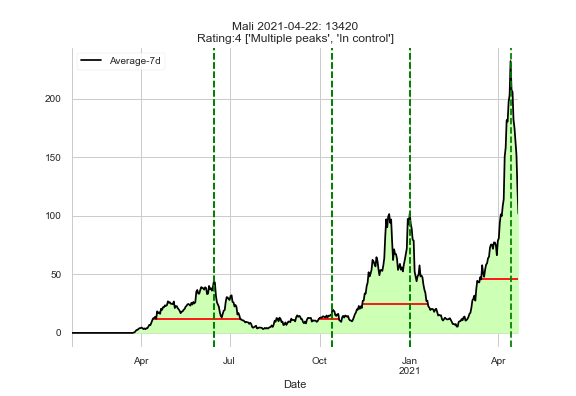 Mali 2021-04-22: 13420
Rating:4 ['Multiple peaks', 'In control']
Average-7d
200
150
100
50
0
Apr
Jul
Oct
Jan
2021
Apr
Date